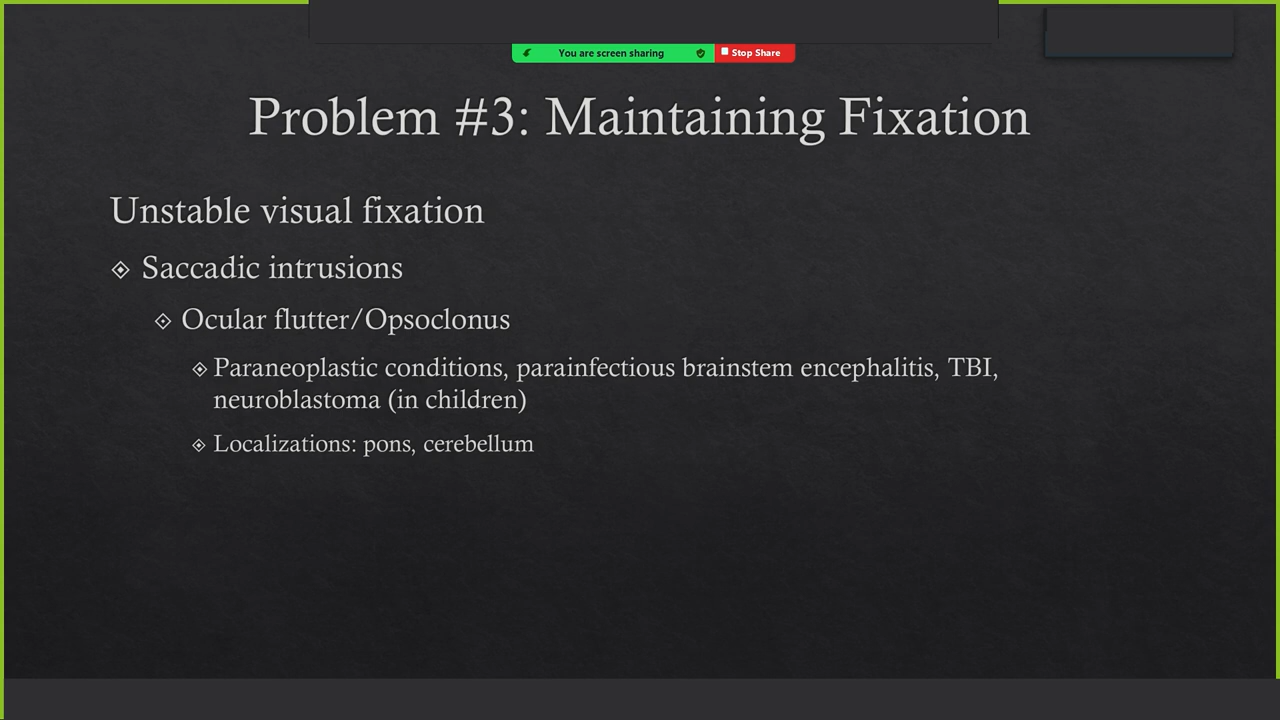 You are screen sharing
Stop Share
Problem #3: Maintaining Fixation
Unstable visual fixation
Saccadic intrusions
Ocular flutter/Opsoclonus
Paraneoplastic conditions, parainfectious brainstem encephalitis, TBI,
neuroblastoma (in children)
Localizations: pons, cerebellum